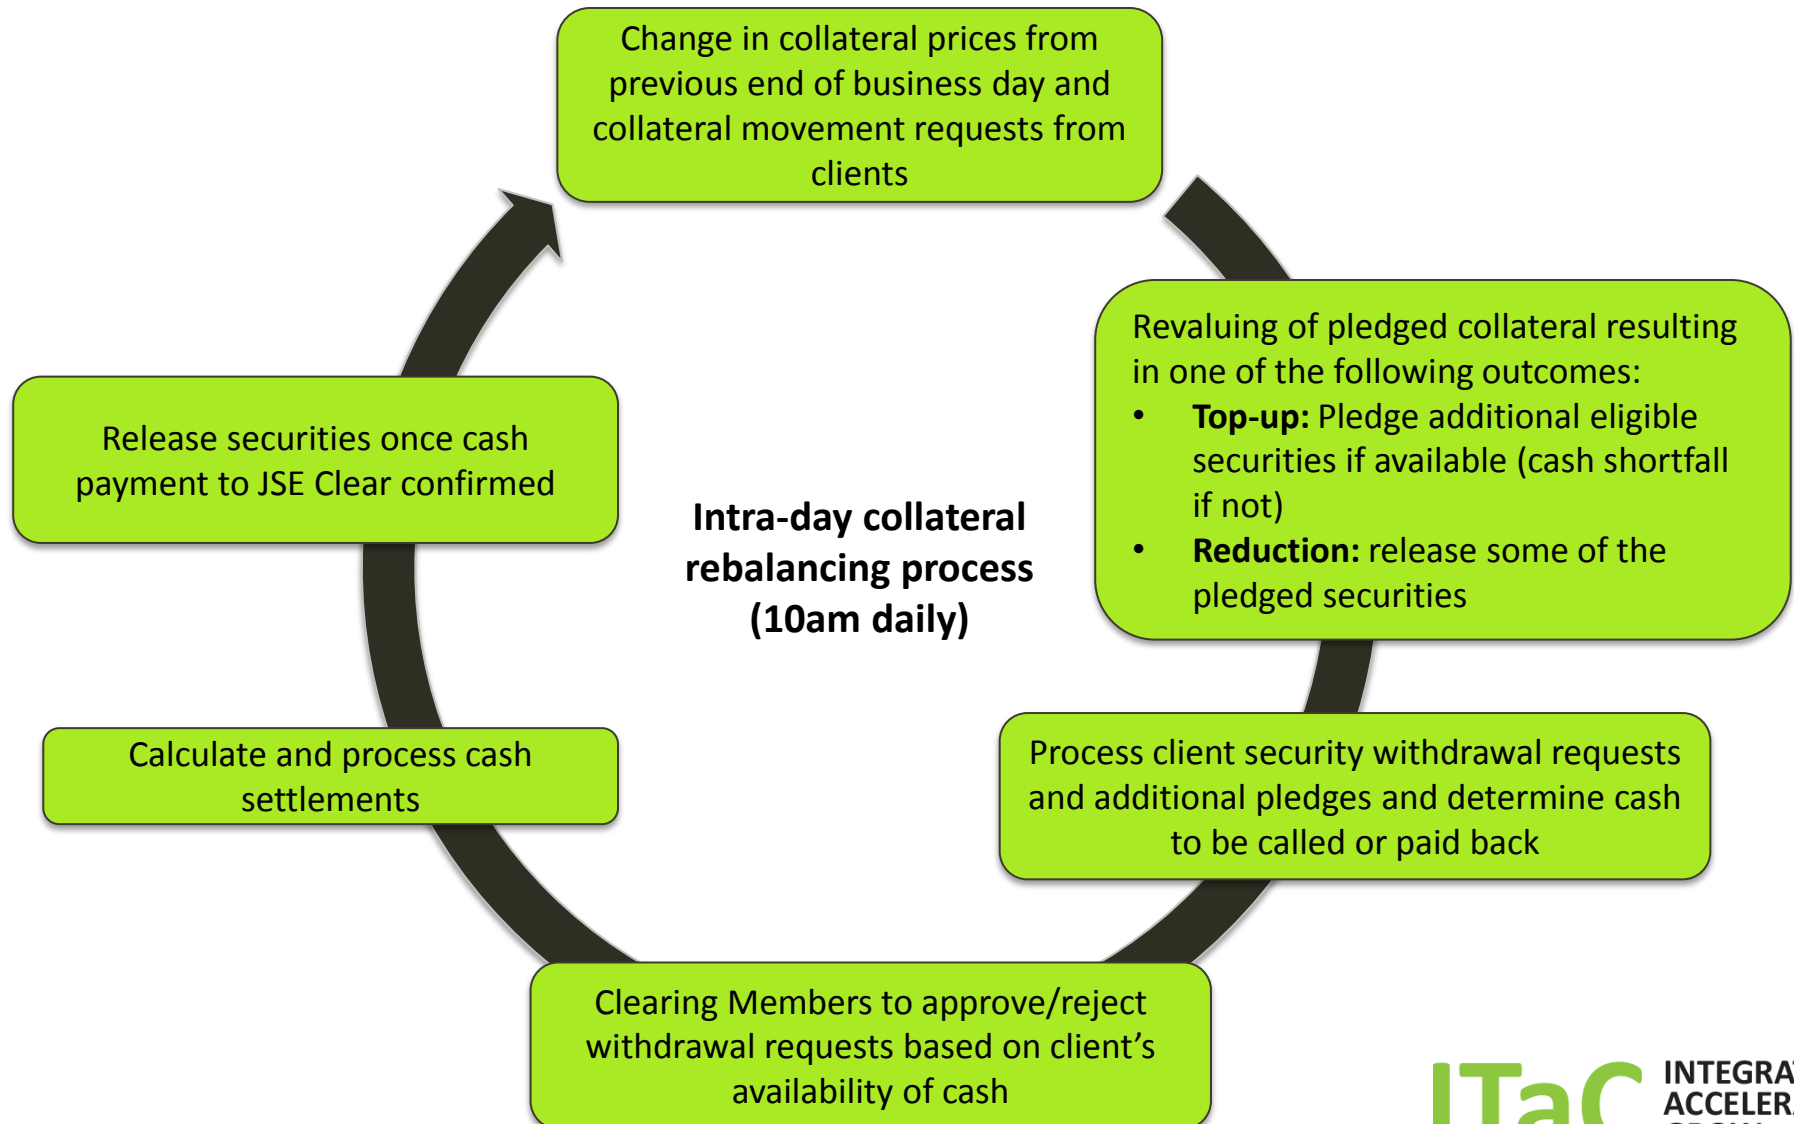 Change in collateral prices from
previous end of business day and
collateral movement requests from
clients
Revaluing of pledged collateral resulting
in one of the following outcomes:
• Top-up: Pledge additional eligible
securities if available (cash shortfall
if not)
• Reduction: release some of the
pledged securities
Process client security withdrawal requests
and additional pledges and determine cash
to be called or paid back
Clearing Members to approve/reject
withdrawal requests based on client’s
availability of cash
Calculate and process cash
settlements
Release securities once cash
payment to JSE Clear confirmed
Intra-day collateral
rebalancing process
(10am daily)
ITaC